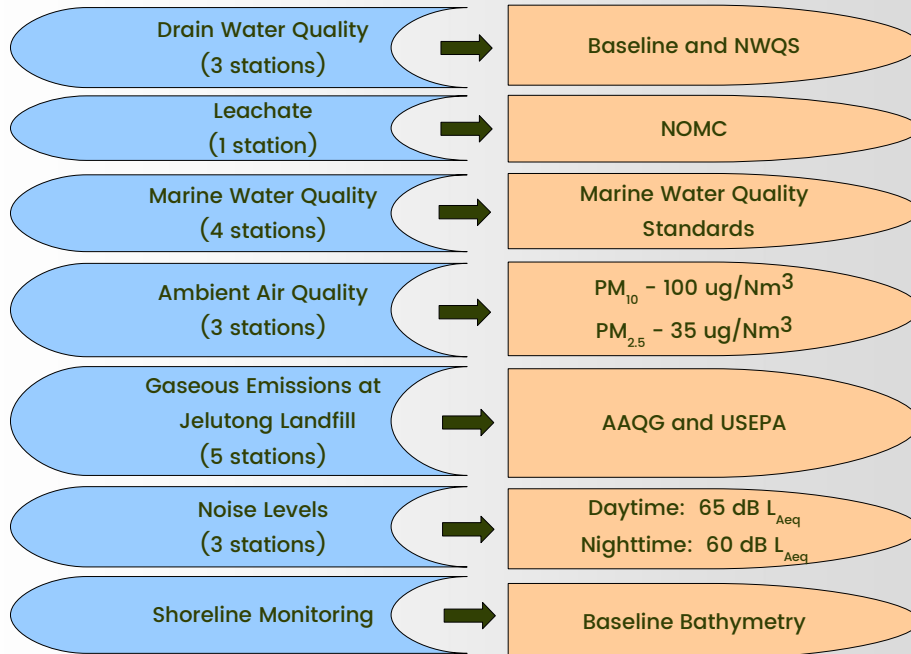 Drain Water Quality
(3 stations)
Baseline and NWQS
Leachate
(1 station)
NOMC
Marine Water Quality
(4 stations)
Marine Water Quality
Standards
Ambient Air Quality
(3 stations)
PM10 - 100 ug/Nm3
PM2.5 - 35 ug/Nm3
Gaseous Emissions at
Jelutong Landfill
(5 stations)
AAQG and USEPA
Noise Levels
(3 stations)
Daytime: 65 dB LAeq
Nighttime: 60 dB LAeq
Shoreline Monitoring
Baseline Bathymetry